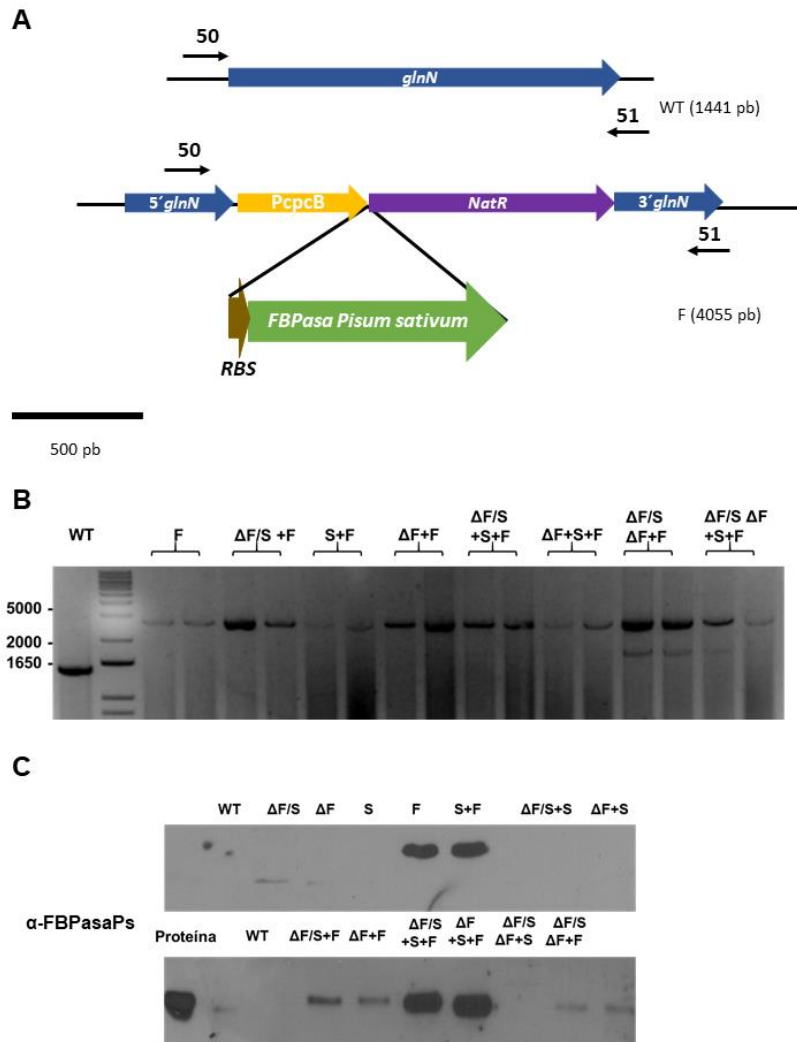 A
50
glnN
WT (1441 pb)
51
50
5´glnN
PcpcB
NatR
3´glnN
51
FBPasa Pisum sativum
F (4055 pb)
RBS
500 pb
B
WT
F
ΔF/S +F
S+F
ΔF+F
ΔF/S
+S+F
ΔF+S+F
ΔF/S
ΔF+F
ΔF/S ΔF
+S+F
5000 -
2000 -
1650 -
C
WT ΔF/S ΔF S F S+F ΔF/S+S ΔF+S
α-FBPasaPs
Proteína WT ΔF/S+F ΔF+F
ΔF/S
+S+F
ΔF
+S+F
ΔF/S
ΔF+S
ΔF/S
ΔF+F